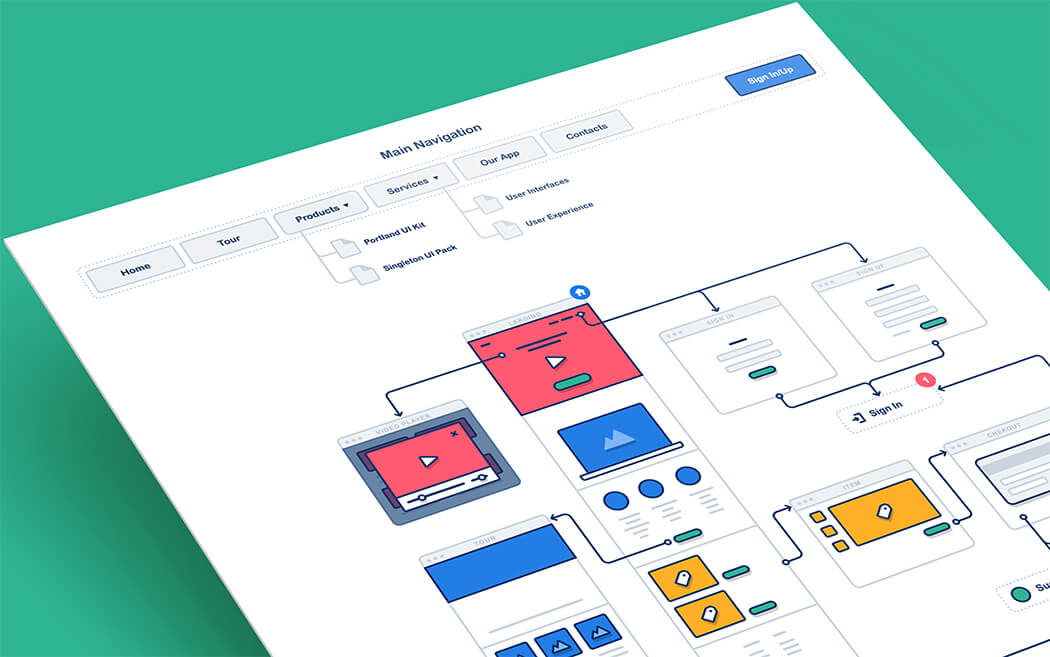 Sign In/Up
Main Navigation
Home
Tour
Products
Services
Our App
Contacts
Portland UI Kit
Singleton UI Pack
User Interfaces
User Experience
LANDING
SIGN IN
SIGN UP
VIDEO PLAYER
1
Sign In
CHEKOUT
ITEM
TOUR
Su